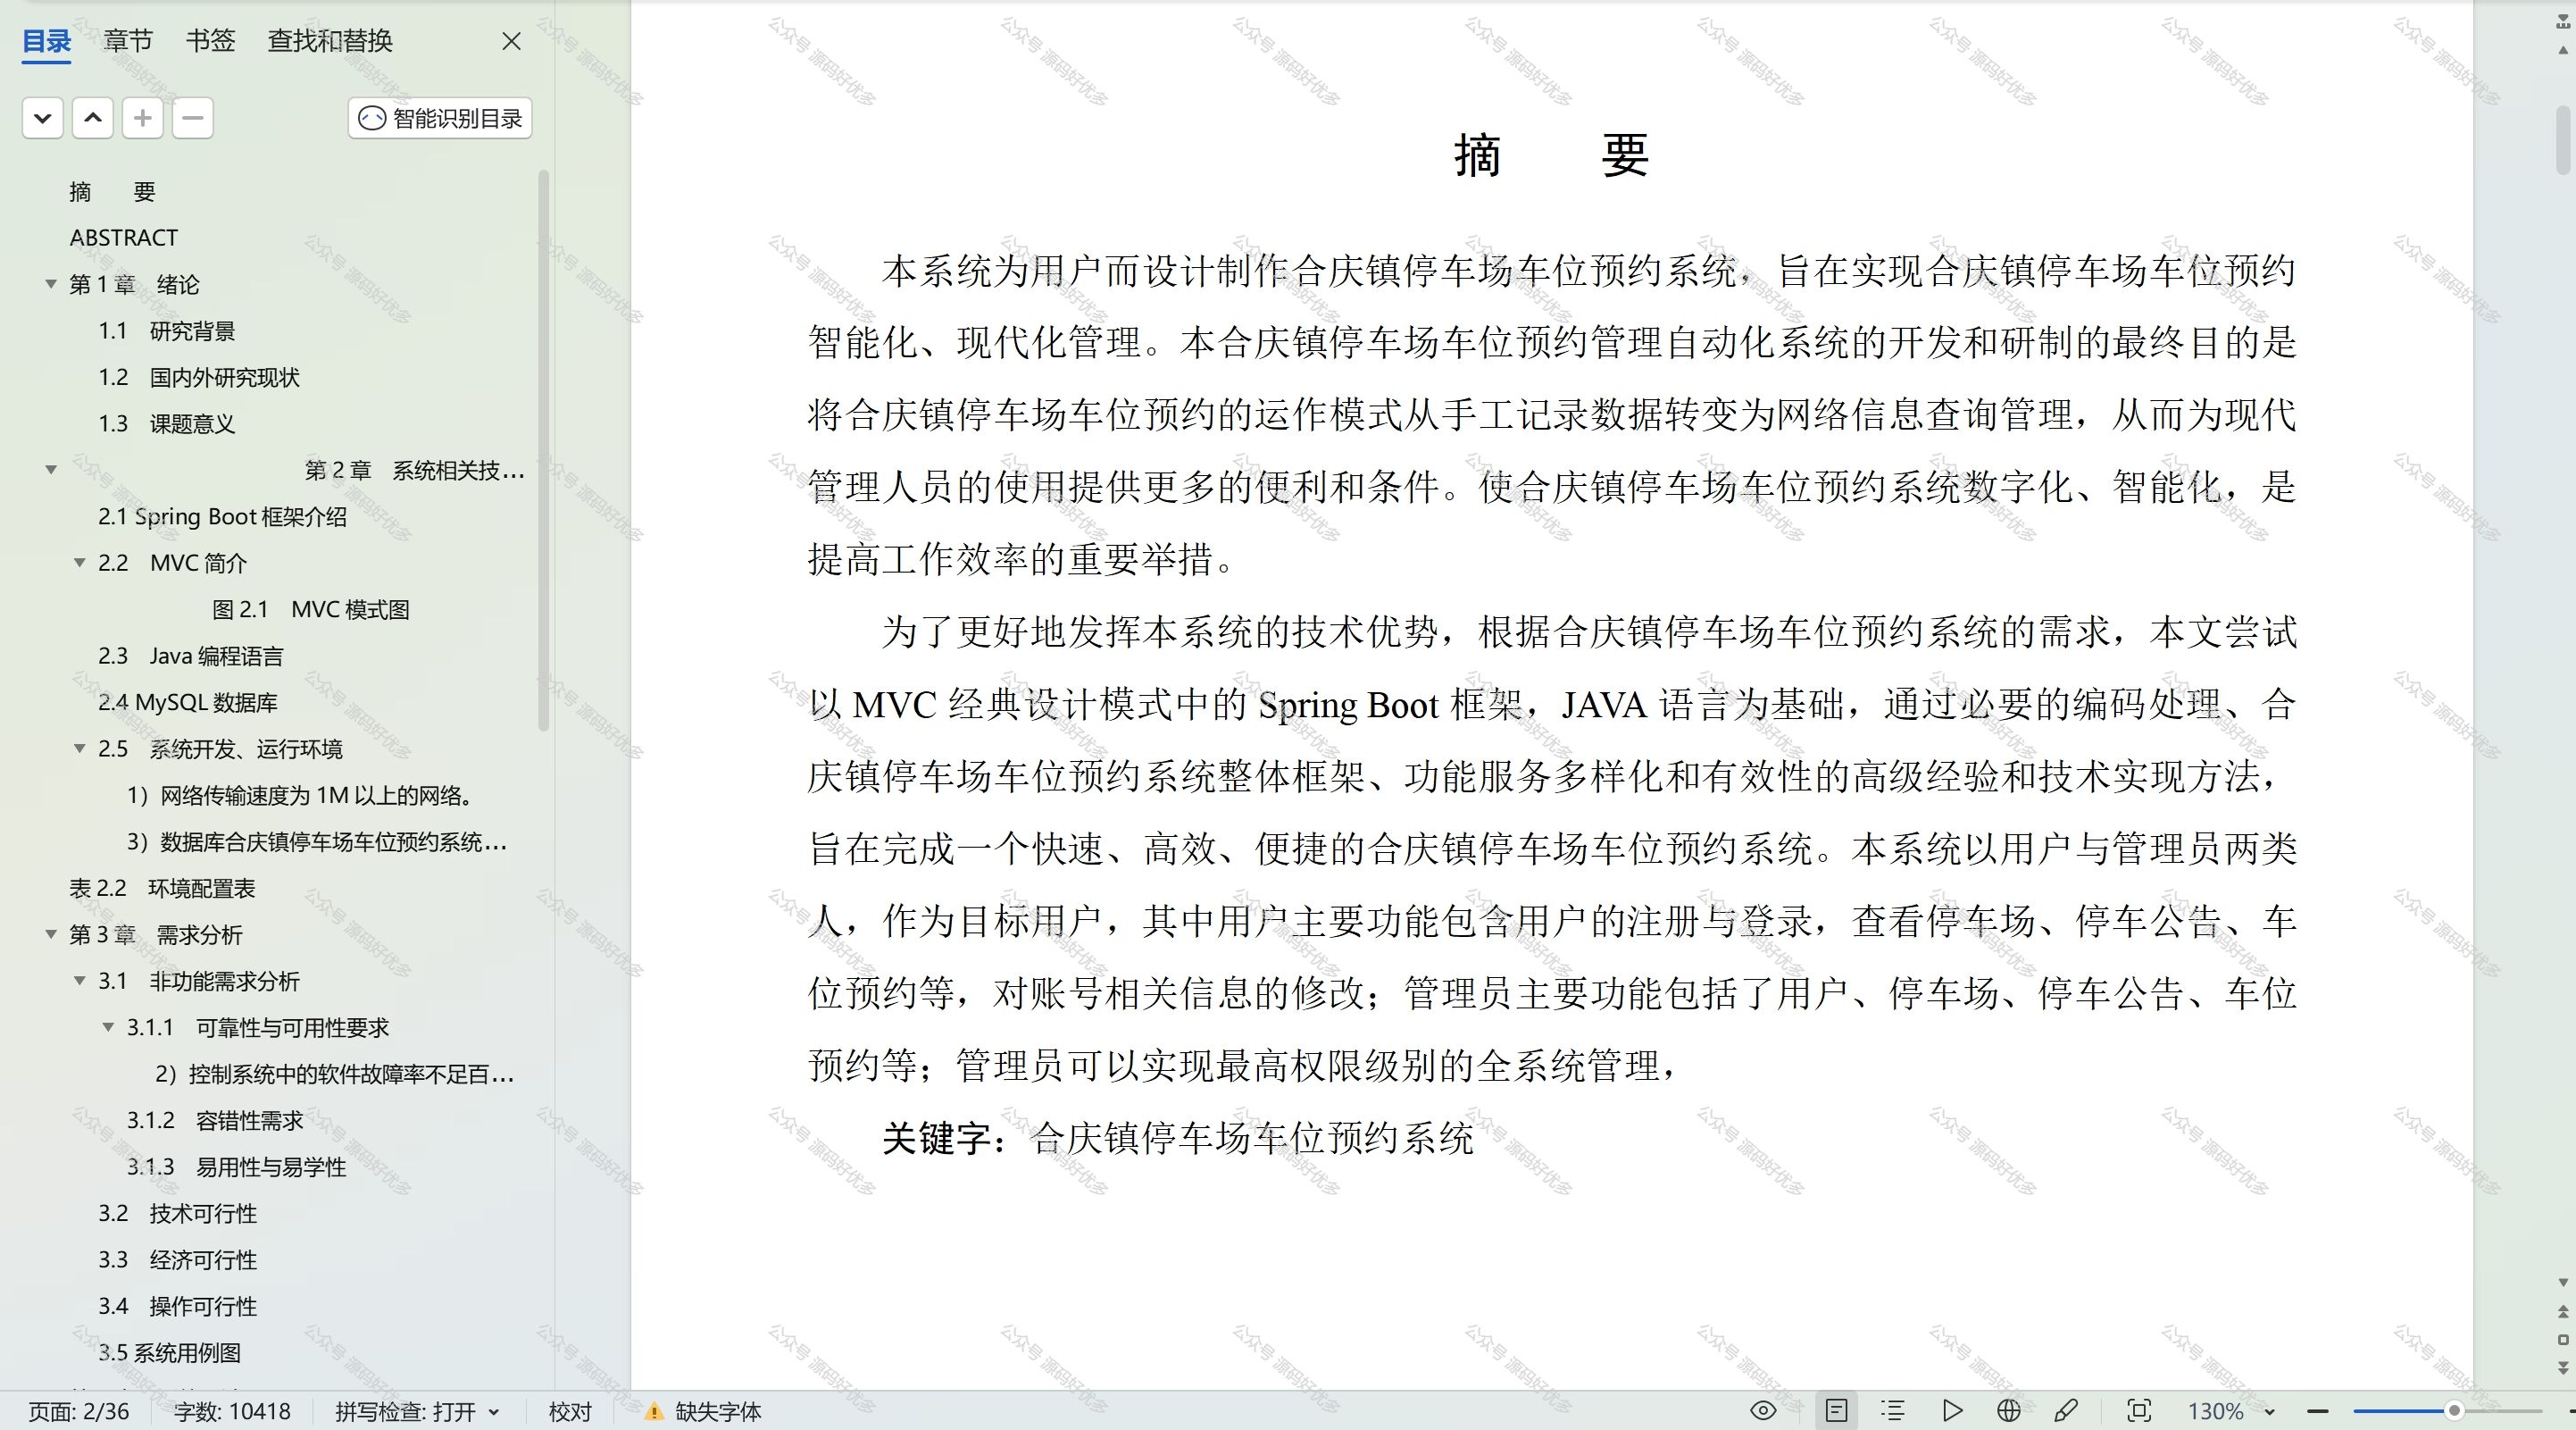 目录 章节 书签 查找和替换
智能识别目录
摘 要
ABSTRACT
第 1 章 绪论
1.1 研究背景
1.2 国内外研究现状
1.3 课题意义
第 2 章 系统相关技...
2.1 Spring Boot 框架介绍
2.2 MVC 简介
图 2.1 MVC 模式图
2.3 Java 编程语言
2.4 MySQL 数据库
2.5 系统开发、运行环境
1）网络传输速度为 1M 以上的网络。
3）数据库合庆镇停车场车位预约系统...
表 2.2 环境配置表
第 3 章 需求分析
3.1 非功能需求分析
3.1.1 可靠性与可用性要求
2）控制系统中的软件故障率不足百...
3.1.2 容错性需求
3.1.3 易用性与易学性
3.2 技术可行性
3.3 经济可行性
3.4 操作可行性
3.5 系统用例图
摘 要
本系统为用户而设计制作合庆镇停车场车位预约系统，旨在实现合庆镇停车场车位预约
智能化、现代化管理。本合庆镇停车场车位预约管理自动化系统的开发和研制的最终目的是
将合庆镇停车场车位预约的运作模式从手工记录数据转变为网络信息查询管理，从而为现代
管理人员的使用提供更多的便利和条件。使合庆镇停车场车位预约系统数字化、智能化，是
提高工作效率的重要举措。
为了更好地发挥本系统的技术优势，根据合庆镇停车场车位预约系统的需求，本文尝试
以 MVC 经典设计模式中的 Spring Boot 框架，JAVA 语言为基础，通过必要的编码处理、合
庆镇停车场车位预约系统整体框架、功能服务多样化和有效性的高级经验和技术实现方法，
旨在完成一个快速、高效、便捷的合庆镇停车场车位预约系统。本系统以用户与管理员两类
人，作为目标用户，其中用户主要功能包含用户的注册与登录，查看停车场、停车公告、车
位预约等，对账号相关信息的修改；管理员主要功能包括了用户、停车场、停车公告、车位
预约等；管理员可以实现最高权限级别的全系统管理，
关键字：合庆镇停车场车位预约系统
页面: 2/36 字数: 10418 拼写检查: 打开 校对 缺失字体 130%
公众号 源码好优多